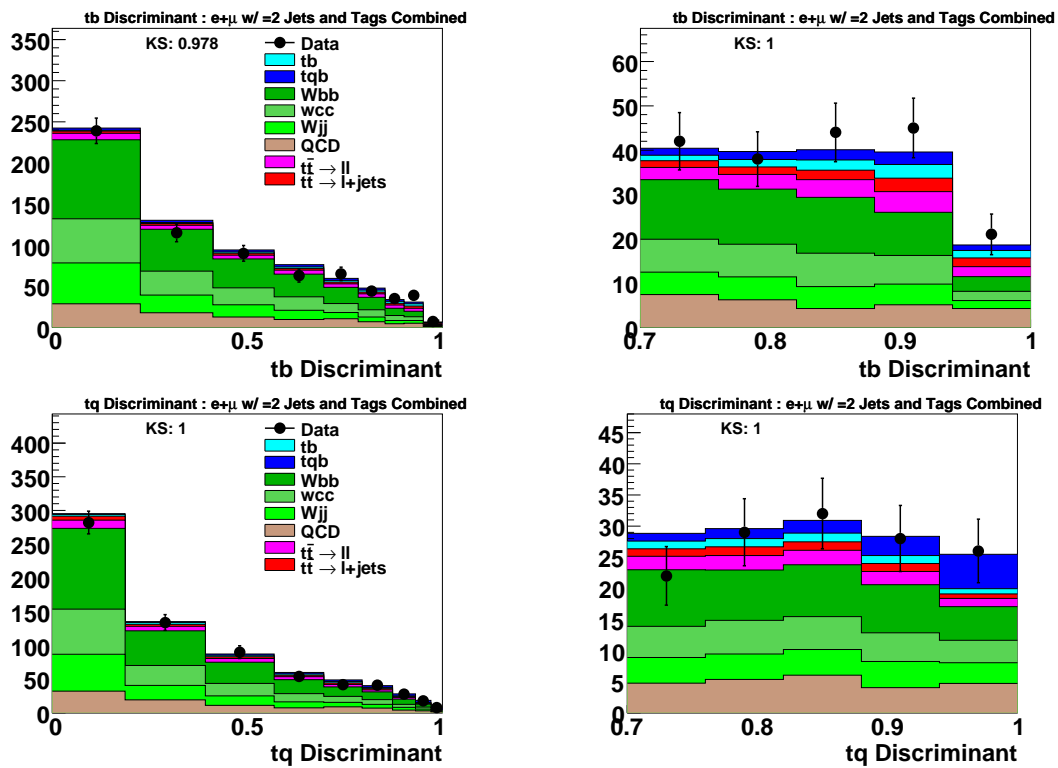 tb Discriminant : e+μ w/ =2 Jets and Tags Combined
KS: 0.978
Data
tb
tqb
Wbb
wcc
Wjj
QCD
tt̄ → ll
tt̄ → l+jets
350
300
250
200
150
100
50
0
0 0.5 1
tb Discriminant
tb Discriminant : e+μ w/ =2 Jets and Tags Combined
KS: 1
60
50
40
30
20
10
0
0.7 0.8 0.9 1
tb Discriminant
tq Discriminant : e+μ w/ =2 Jets and Tags Combined
KS: 1
Data
tb
tqb
Wbb
wcc
Wjj
QCD
tt̄ → ll
tt̄ → l+jets
400
350
300
250
200
150
100
50
0
0 0.5 1
tq Discriminant
tq Discriminant : e+μ w/ =2 Jets and Tags Combined
KS: 1
45
40
35
30
25
20
15
10
5
0
0.7 0.8 0.9 1
tq Discriminant